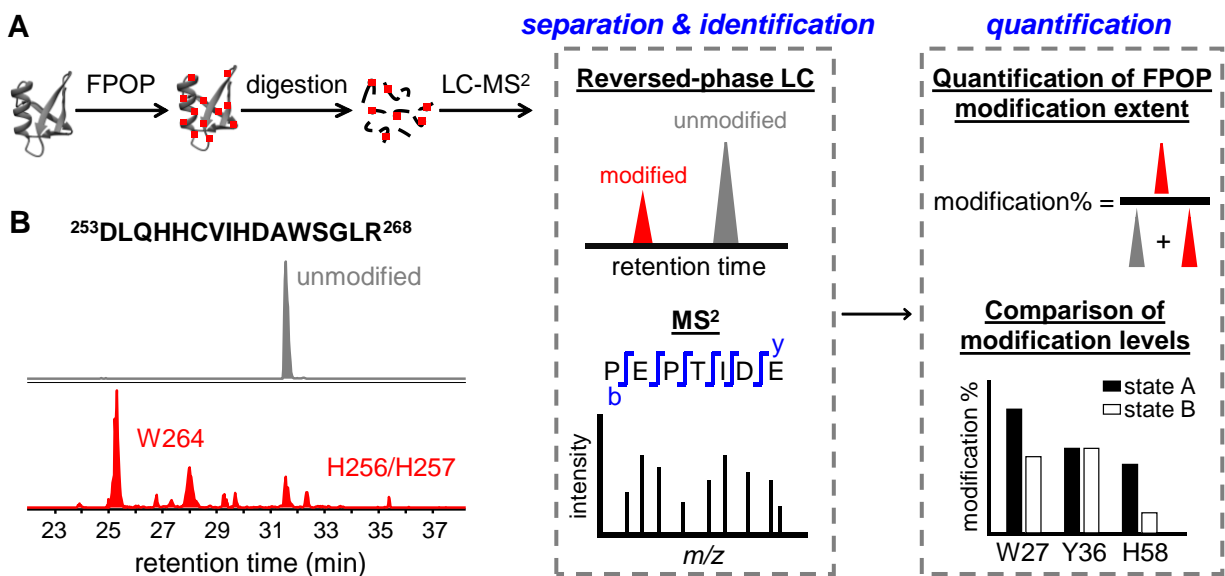 A
FPOP
digestion
LC-MS²
separation & identification
Reversed-phase LC
unmodified
modified
retention time
MS²
PEPTIDE
y
b
intensity
m/z
quantification
Quantification of FPOP
modification extent
modification% =
+
Comparison of
modification levels
state A
state B
modification %
W27 Y36 H58
B
²⁵³DLQHHCVIHDAWSGLR²⁶⁸
unmodified
W264
H256/H257
23 25 27 29 31 33 35 37
retention time (min)